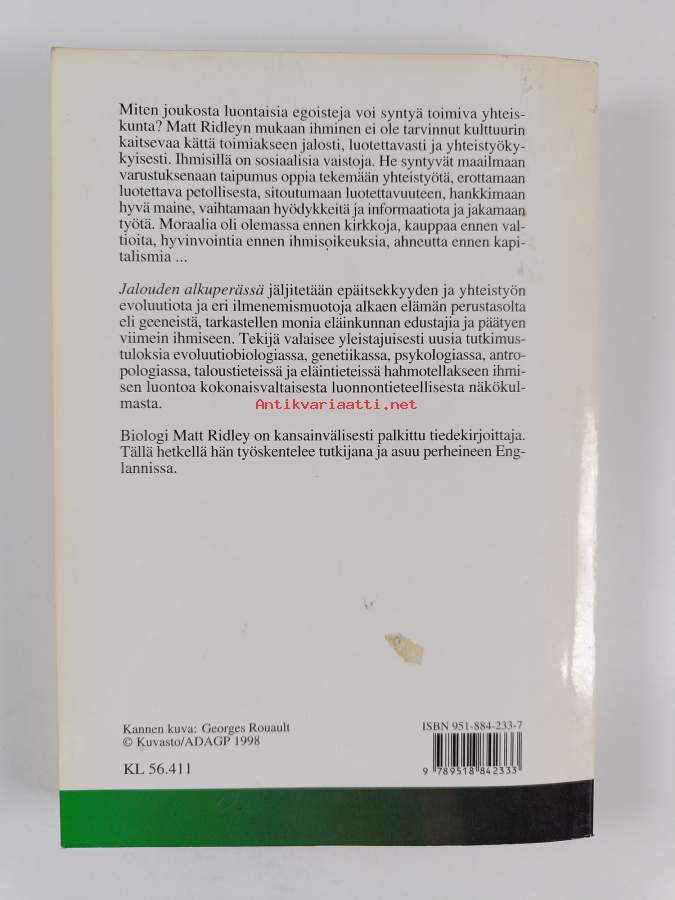 Miten joukosta luontaisia egoisteja voi syntyä toimiva yhteis-
kunta? Matt Ridleyn mukaan ihminen ei ole tarvinnut kulttuurin
kaitsevaa kättä toimiakseen jalosti, luotettavasti ja yhteistyöky-
kyisesti. Ihmisillä on sosiaalisia vaistoja. He syntyvät maailmaan
varustuksenaan taipumus oppia tekemään yhteistyötä, erottamaan
luotettava petollisesta, sitoutumaan luotettavuuteen, hankkimaan
hyvä maine, vaihtamaan hyödykkeitä ja informaatiota ja jakamaan
työtä. Moraalia oli olemassa ennen kirkkoja, kauppaa ennen val-
tioita, hyvinvointia ennen ihmisoikeuksia, ahneutta ennen kapi-
talismia ...
Jalouden alkuperässä jäljitetään epäitsekkyyden ja yhteistyön
evoluutiota ja eri ilmenemismuotoja alkaen elämän perustasolta
eli geeneistä, tarkastellen monia eläinkunnan edustajia ja päätyen
viimein ihmiseen. Tekijä valaisee yleistajuisesti uusia tutkimus-
tuloksia evoluutiobiologiassa, genetiikassa, psykologiassa, antro-
pologiassa, taloustieteissä ja eläintieteissä hahmotellakseen ihmi-
sen luontoa kokonaisvaltaisesta luonnontieteellisestä näkökul-
masta.
Antikvariaatti.net
Biologi Matt Ridley on kansainvälisesti palkittu tiedekirjoittaja.
Tällä hetkellä hän työskentelee tutkijana ja asuu perheineen Eng-
lannissa.
Kannen kuva: Georges Rouault
© Kuvasto/ADAGP 1998
KL 56.411
ISBN 951-884-233-7
9 789518 842333